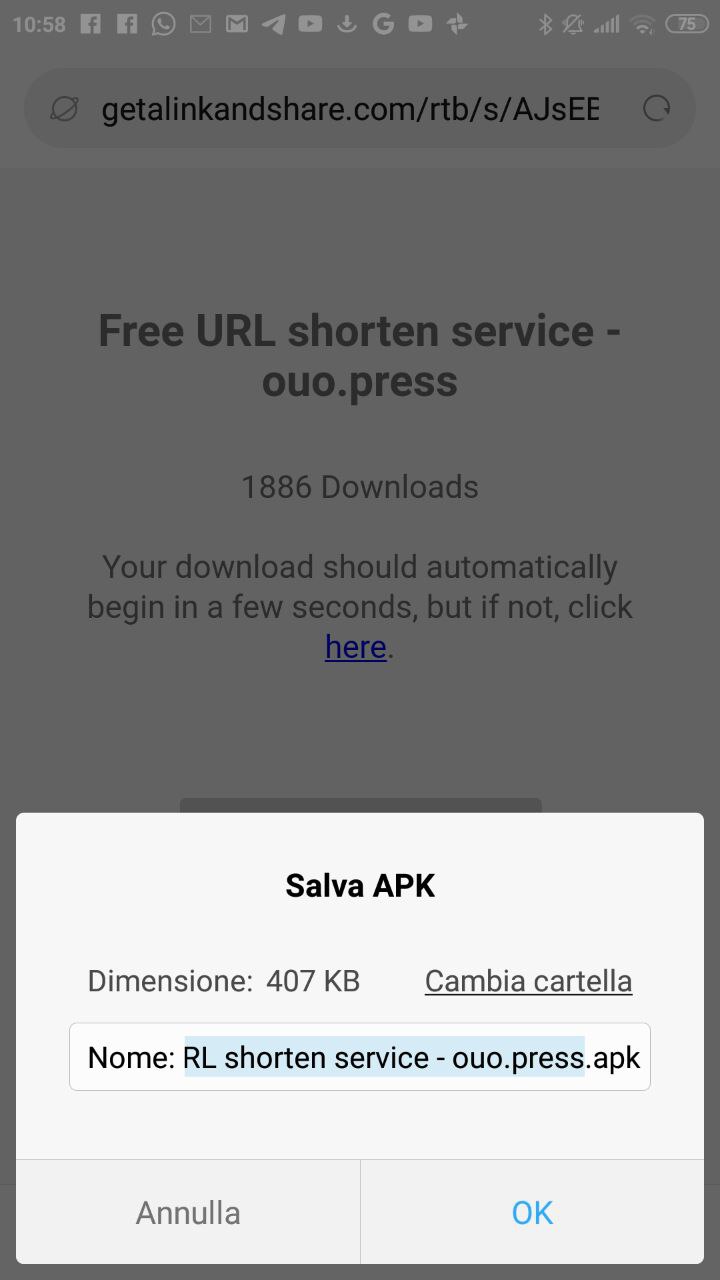 10:58
75
getalinkandshare.com/rtb/s/AJsEE
Free URL shorten service -
ouo.press
1886 Downloads
Your download should automatically
begin in a few seconds, but if not, click
here.
Salva APK
Dimensione: 407 KB Cambia cartella
Nome: RL shorten service - ouo.press.apk
Annulla OK